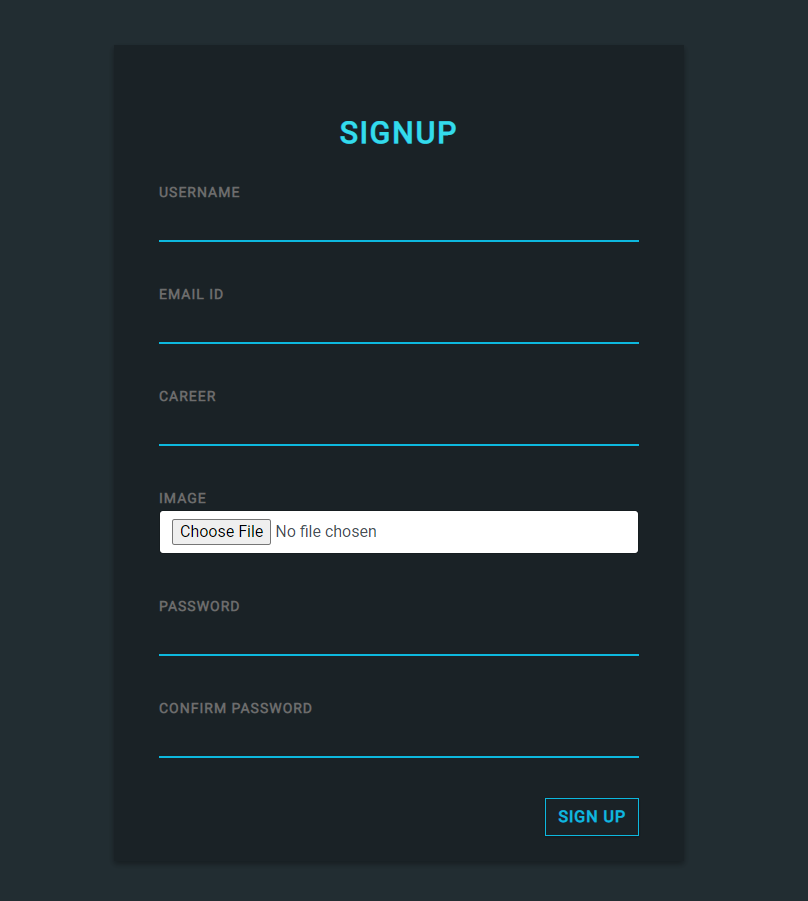 SIGNUP
USERNAME
EMAIL ID
CAREER
IMAGE
Choose File No file chosen
PASSWORD
CONFIRM PASSWORD
SIGN UP